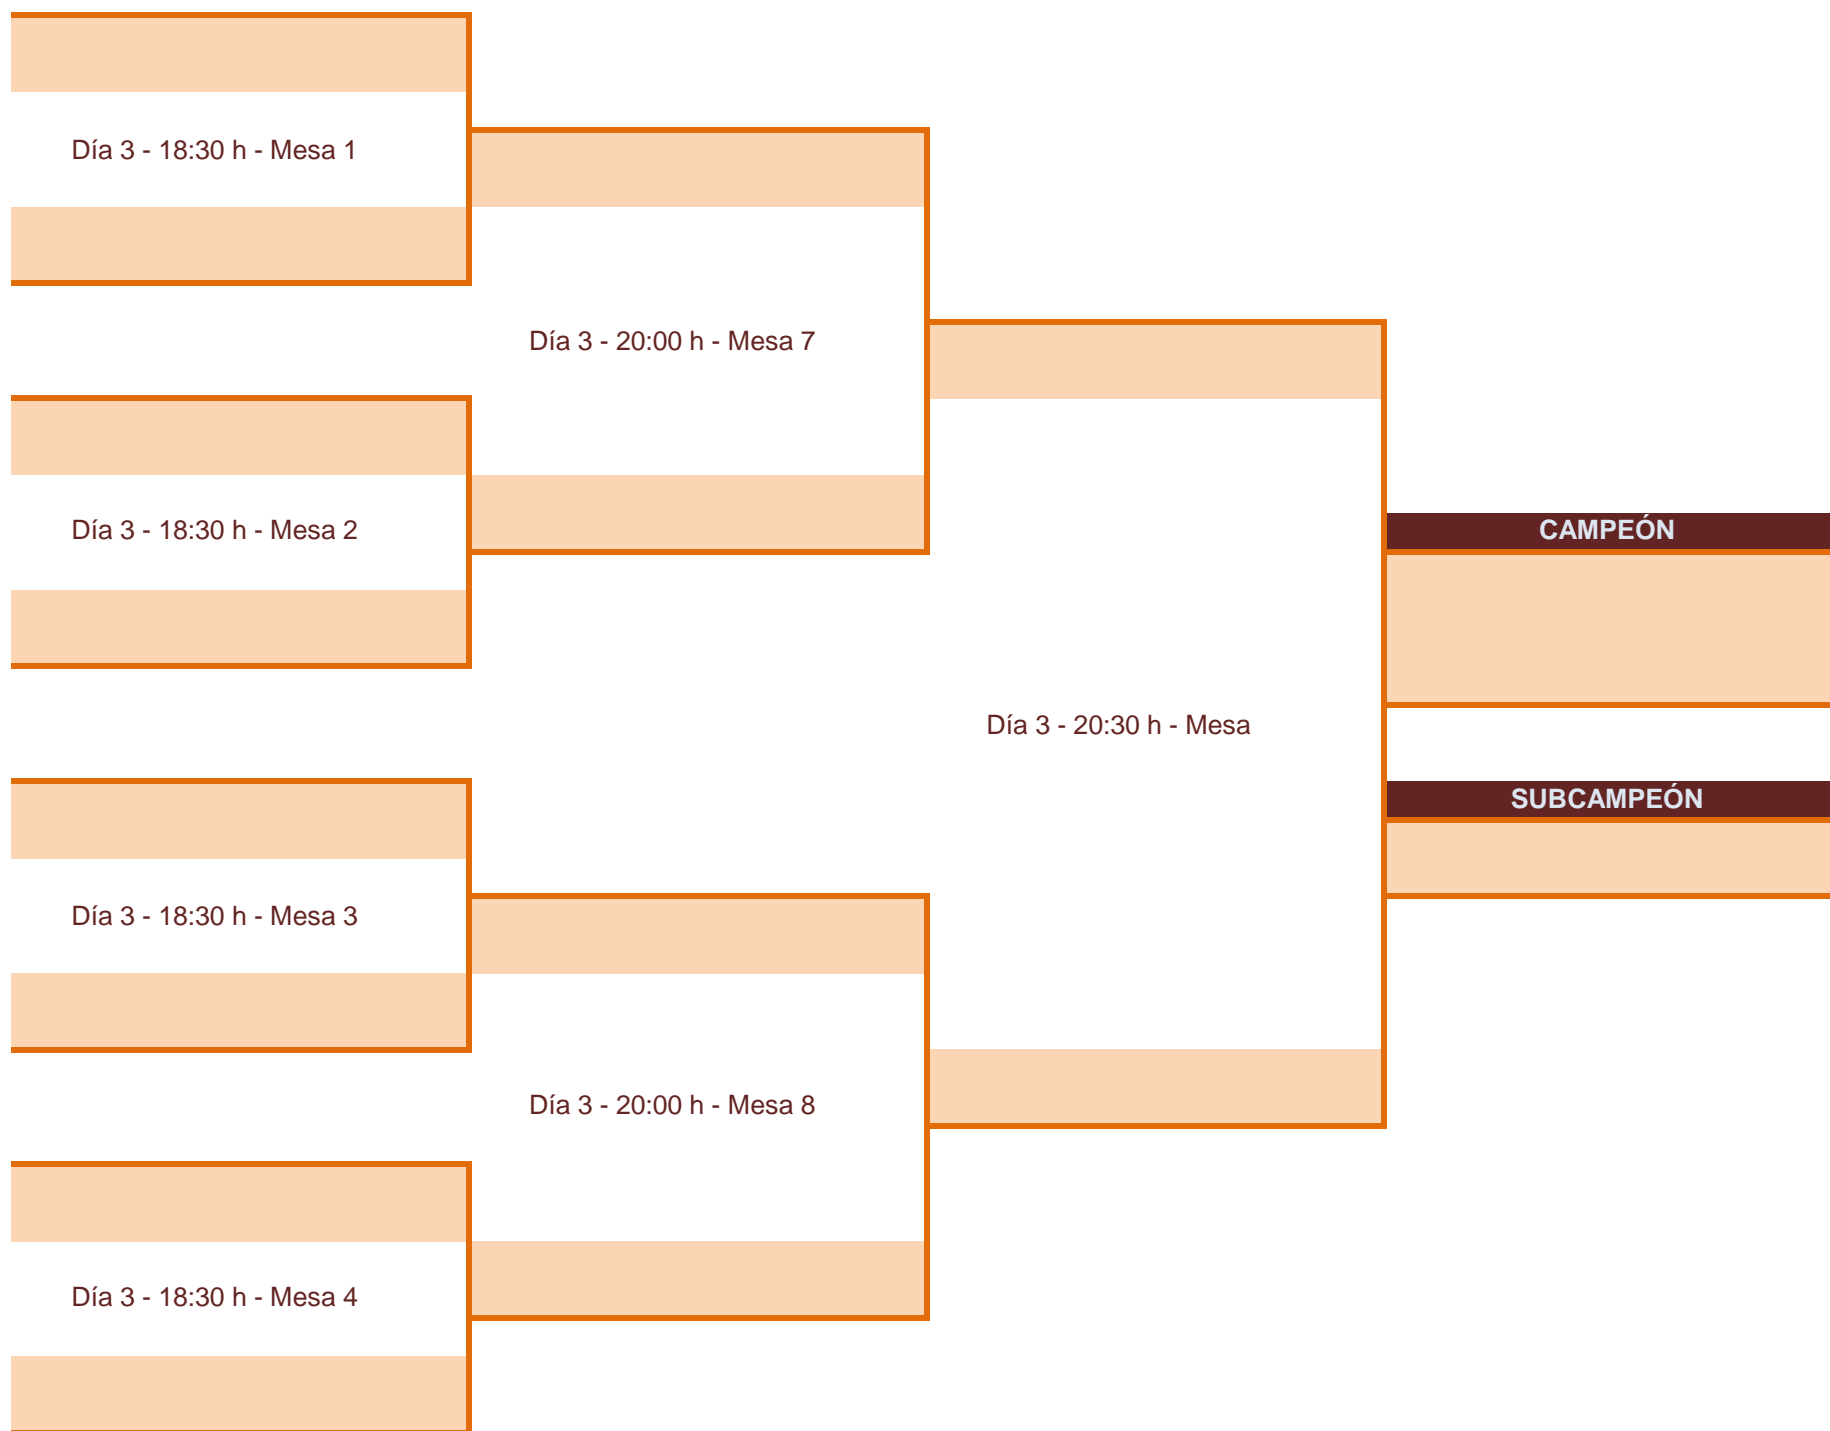 Día 3 - 18:30 h - Mesa 1
Día 3 - 20:00 h - Mesa 7
Día 3 - 18:30 h - Mesa 2
CAMPEÓN
Día 3 - 20:30 h - Mesa
SUBCAMPEÓN
Día 3 - 18:30 h - Mesa 3
Día 3 - 20:00 h - Mesa 8
Día 3 - 18:30 h - Mesa 4